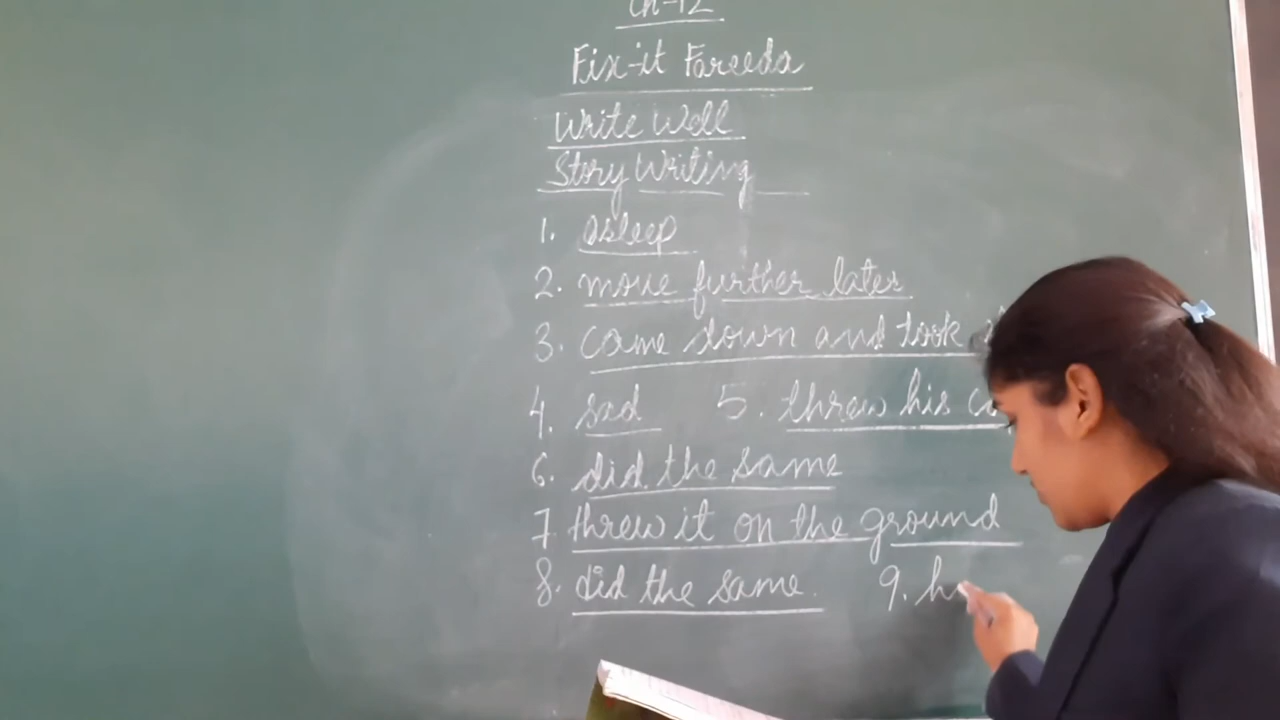 Ch-12
Fix-it Fareeda
Write Well
Story Writing
1. asleep
2. move further later
3. came down and took
4. sad 5. threw his
6. did the same
7. threw it on the ground
8. did the same. 9.